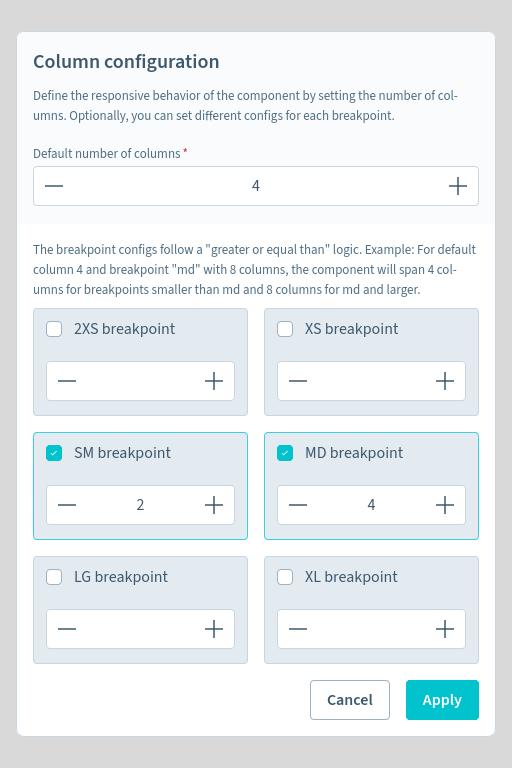 Column configuration
Define the responsive behavior of the component by setting the number of col-
umns. Optionally, you can set different configs for each breakpoint.
Default number of columns *
4
The breakpoint configs follow a "greater or equal than" logic. Example: For default
column 4 and breakpoint "md" with 8 columns, the component will span 4 col-
umns for breakpoints smaller than md and 8 columns for md and larger.
2XS breakpoint
XS breakpoint
SM breakpoint
2
MD breakpoint
4
LG breakpoint
XL breakpoint
Cancel
Apply